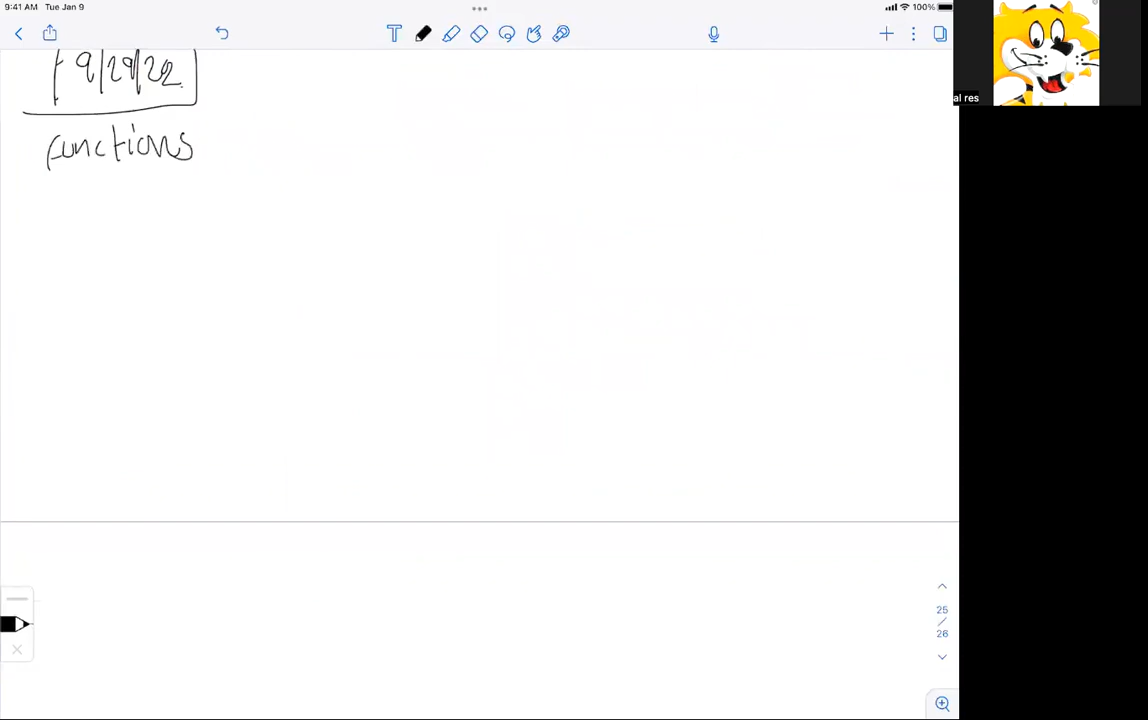 9:41 AM Tue Jan 9
100%
9/29/22
al res
functions
T
25
/
26